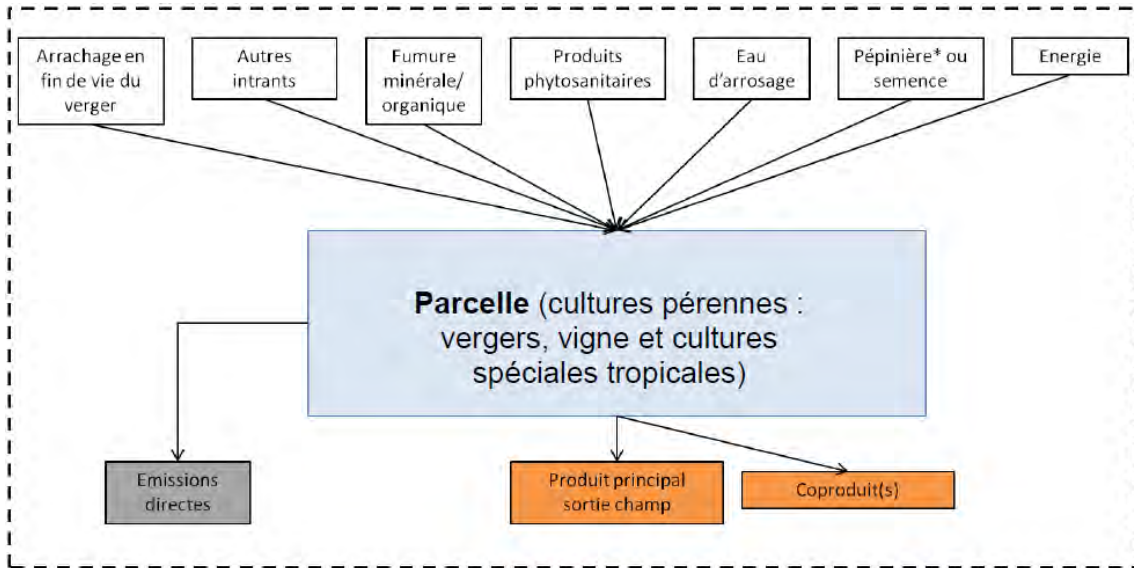 Arrachage en
fin de vie du
verger
Autres
intrants
Fumure
minérale/
organique
Produits
phytosanitaires
Eau
d'arrosage
Pépinière* ou
semence
Energie
Parcelle (cultures pérennes :
vergers, vigne et cultures
spéciales tropicales)
Emissions
directes
Produit principal
sortie champ
Coproduit(s)